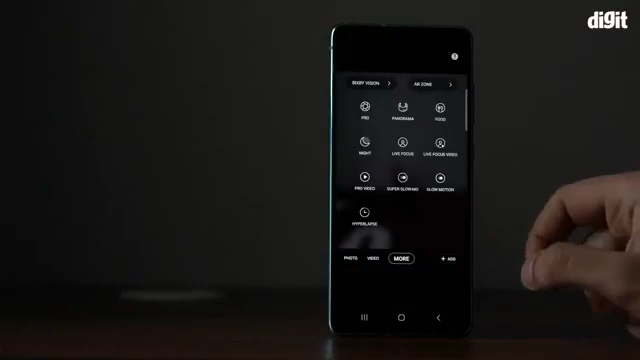 digit
BIXBY VISION
AR ZONE
PRO
PANORAMA
FOOD
NIGHT
LIVE FOCUS
LIVE FOCUS VIDEO
PRO VIDEO
SUPER SLOW-MO
SLOW MOTION
HYPERLAPSE
PHOTO
VIDEO
MORE
+ ADD